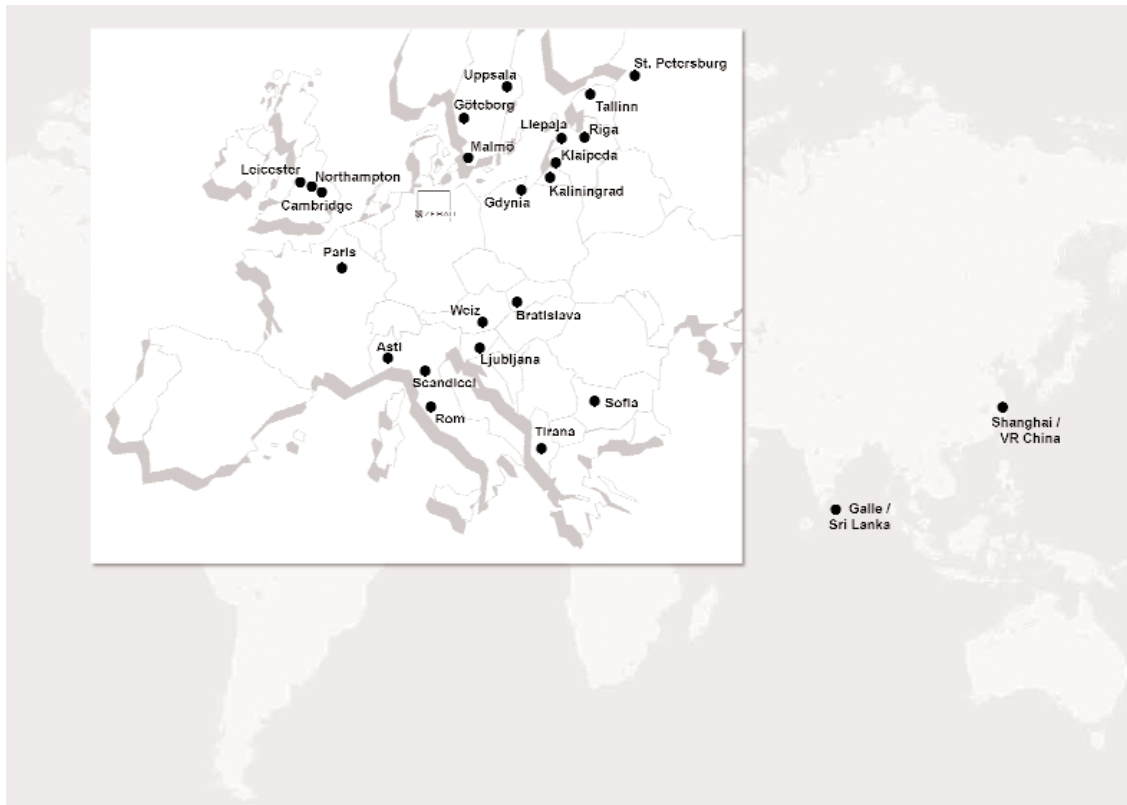 St. Petersburg
Uppsala
Tallinn
Göteborg
Liepaja
Riga
Malmö
Klaipeda
Leicester
Northampton
Kaliningrad
Cambridge
Gdynia
Paris
Weiz
Bratislava
Asti
Ljubljana
Scandicci
Rom
Sofia
Tirana
Shanghai /
VR China
Galle /
Sri Lanka